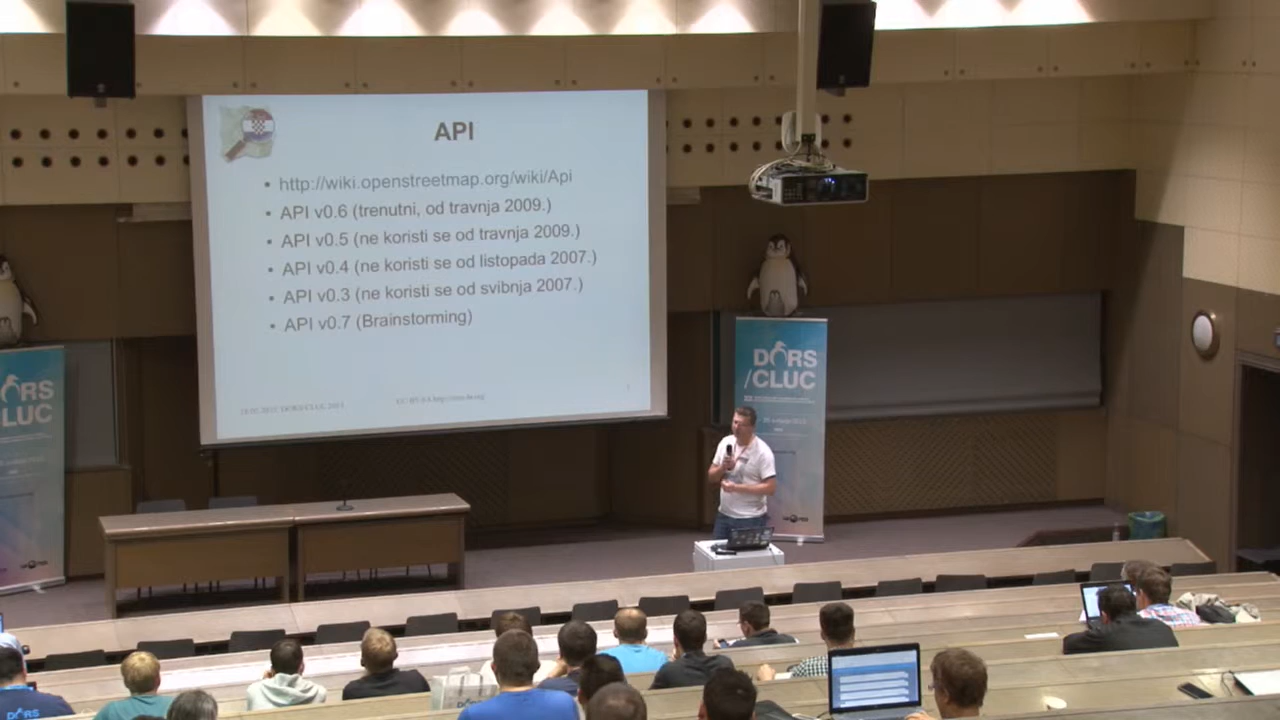 API
• http://wiki.openstreetmap.org/wiki/Api
• API v0.6 (trenutni, od travnja 2009.)
• API v0.5 (ne koristi se od travnja 2009.)
• API v0.4 (ne koristi se od listopada 2007.)
• API v0.3 (ne koristi se od svibnja 2007.)
• API v0.7 (Brainstorming)
DORS
/CLUC
ORS
CLUC
DORS